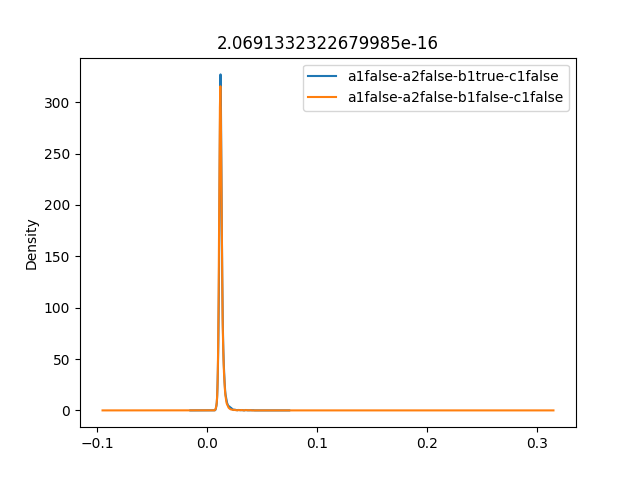 2.0691332322679985e-16
a1false-a2false-b1true-c1false
a1false-a2false-b1false-c1false
Density
300
250
200
150
100
50
0
−0.1 0.0 0.1 0.2 0.3